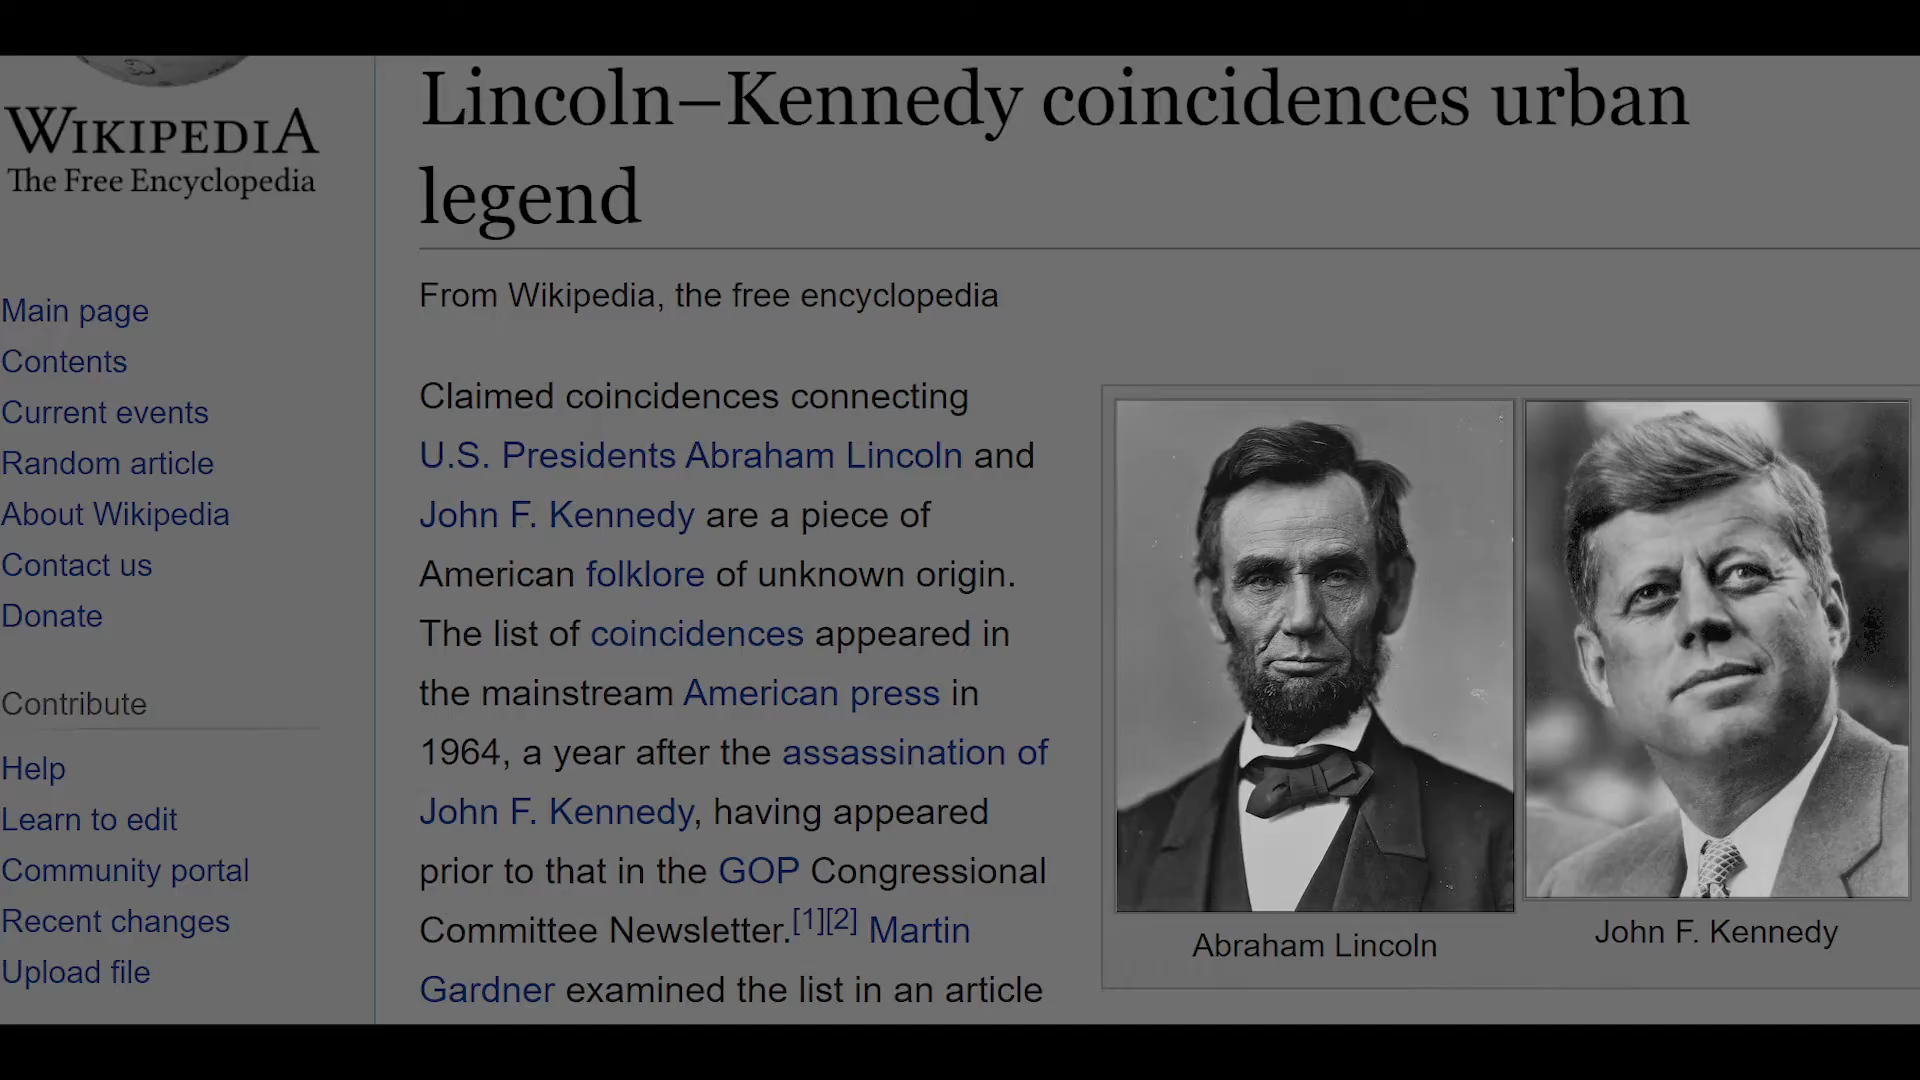 WIKIPEDIA
The Free Encyclopedia
Main page
Contents
Current events
Random article
About Wikipedia
Contact us
Donate
Contribute
Help
Learn to edit
Community portal
Recent changes
Upload file
Lincoln–Kennedy coincidences urban
legend
From Wikipedia, the free encyclopedia
Claimed coincidences connecting
U.S. Presidents Abraham Lincoln and
John F. Kennedy are a piece of
American folklore of unknown origin.
The list of coincidences appeared in
the mainstream American press in
1964, a year after the assassination of
John F. Kennedy, having appeared
prior to that in the GOP Congressional
Committee Newsletter.[1][2] Martin
Gardner examined the list in an article
Abraham Lincoln
John F. Kennedy